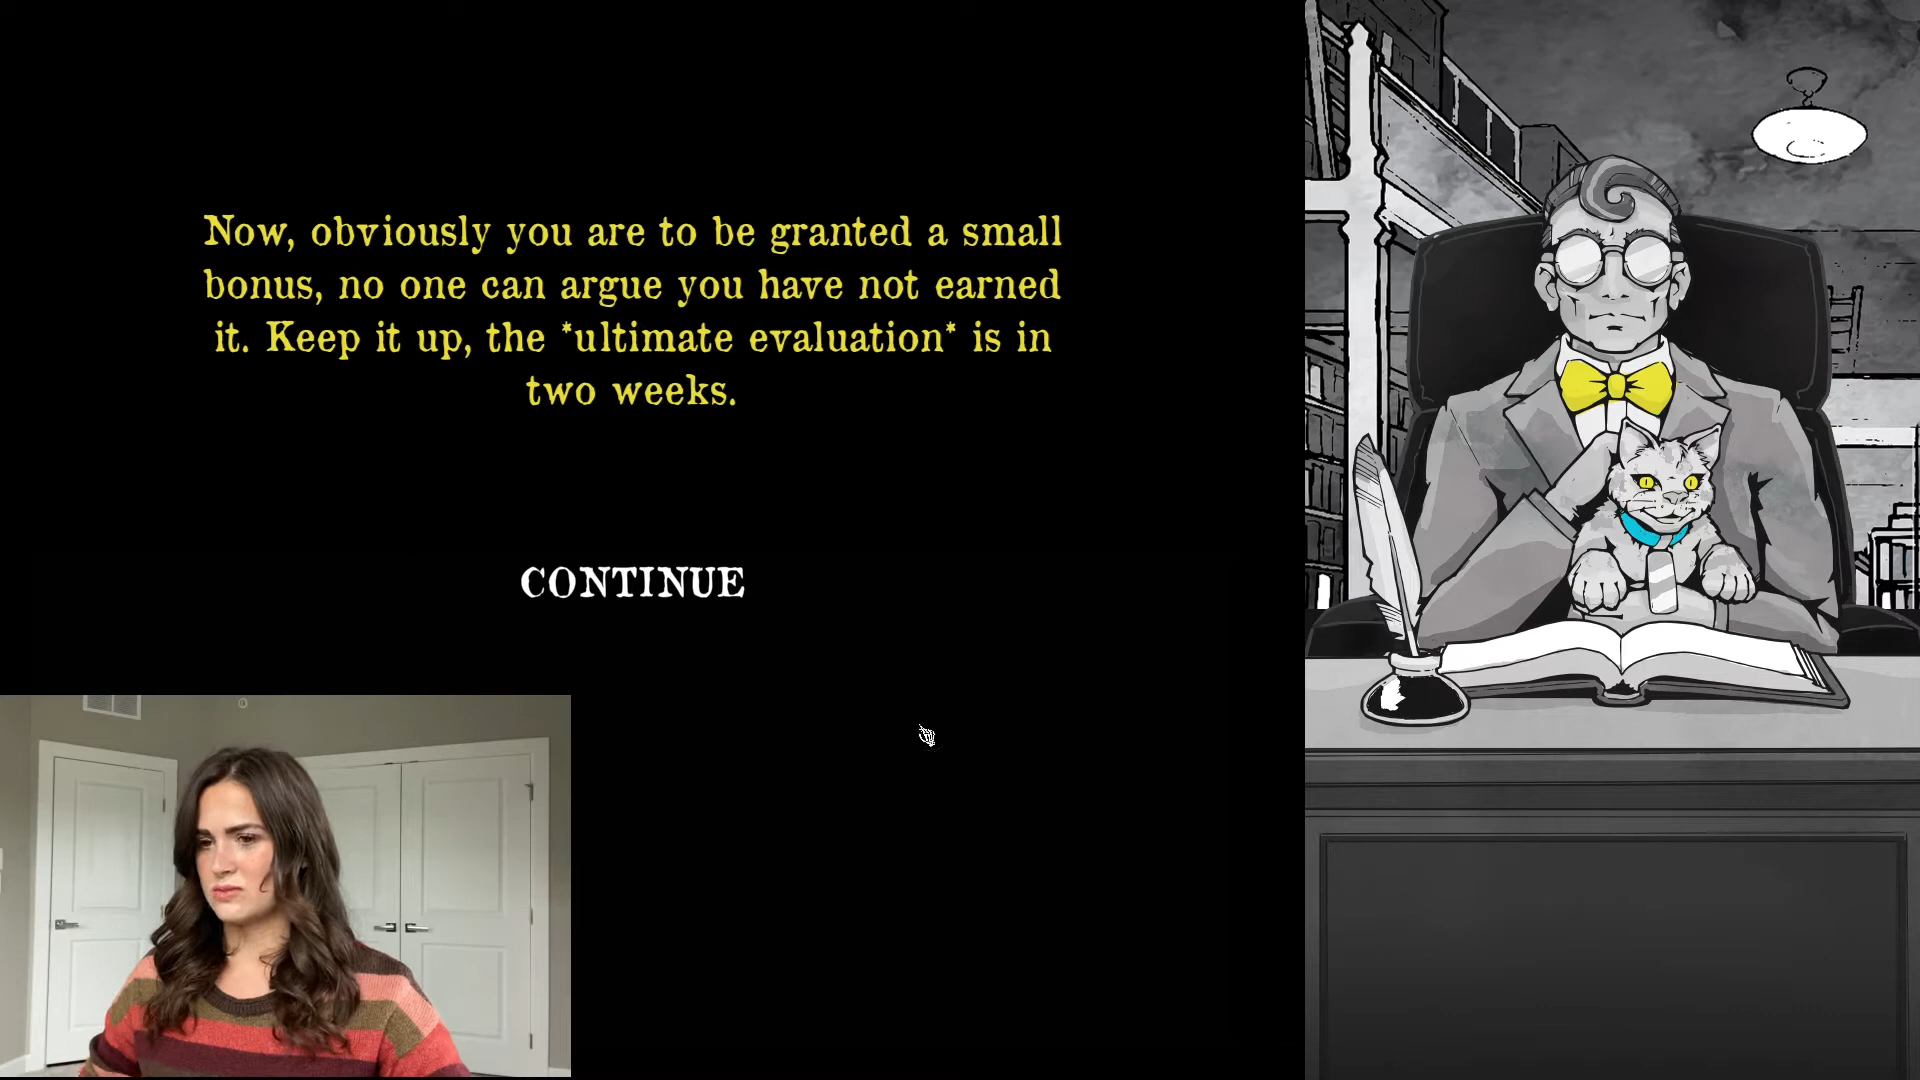 Now, obviously you are to be granted a small
bonus, no one can argue you have not earned
it. Keep it up, the *ultimate evaluation* is in
two weeks.
CONTINUE